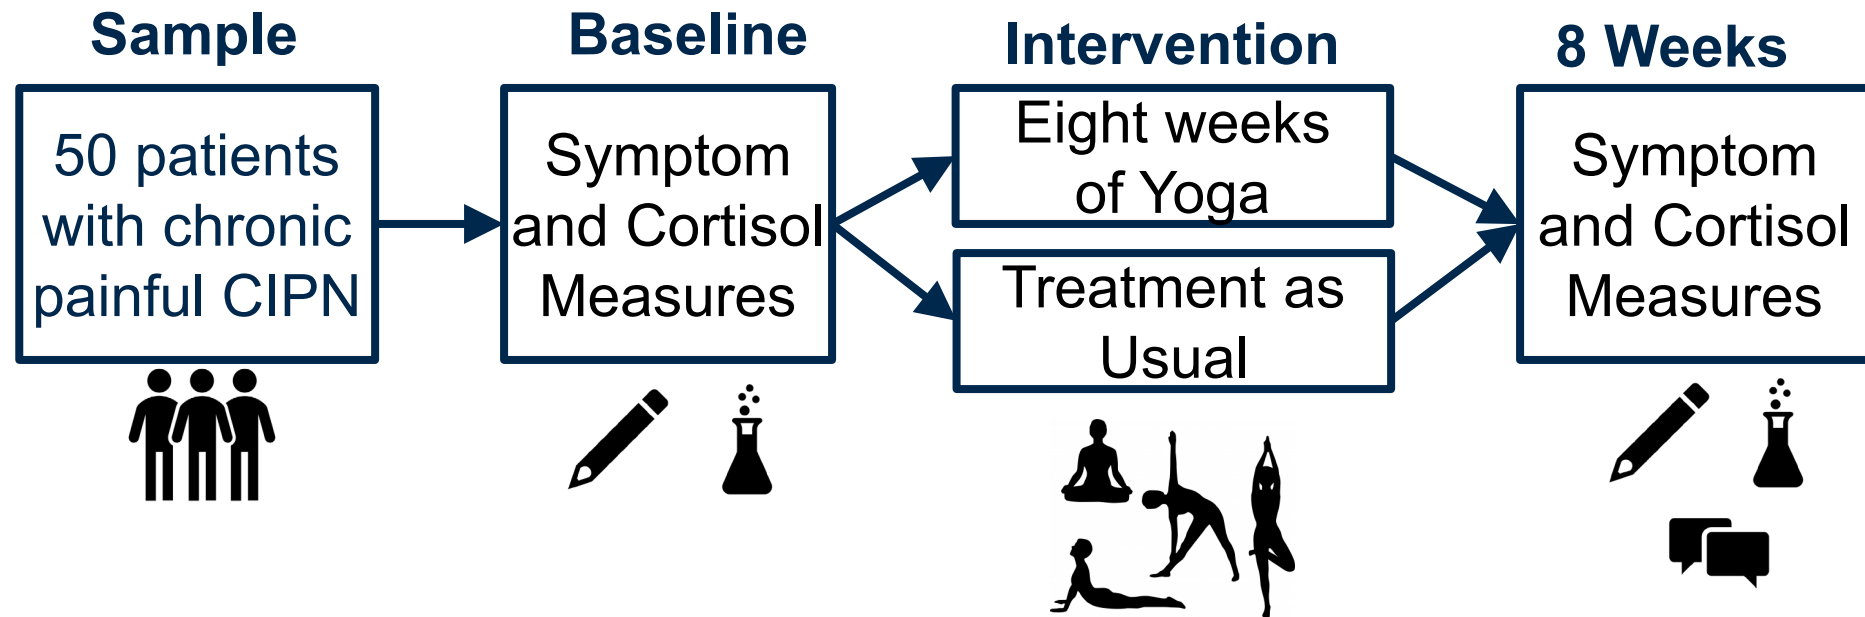 Sample
50 patients
with chronic
painful CIPN
Baseline
Symptom
and Cortisol
Measures
Intervention
Eight weeks
of Yoga
Treatment as
Usual
8 Weeks
Symptom
and Cortisol
Measures